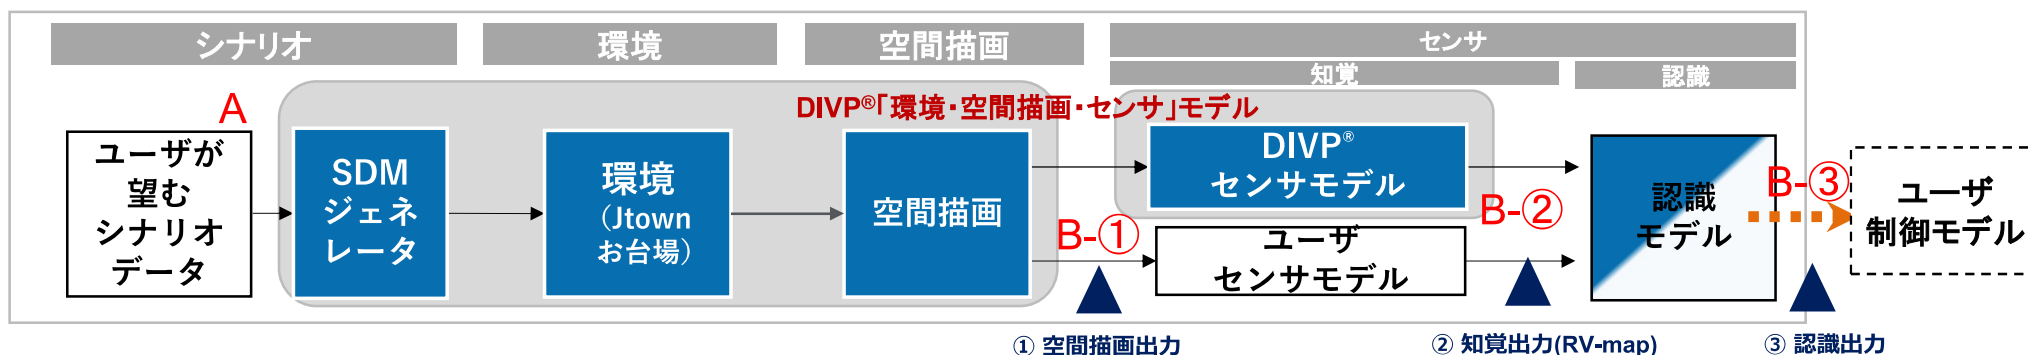 シナリオ
環境
空間描画
センサ
知覚
認識
A
DIVP®「環境・空間描画・センサ」モデル
ユーザが
望む
シナリオ
データ
SDM
ジェネ
レータ
環境
(Jtown
お台場)
空間描画
DIVP®
センサモデル
B-①
ユーザ
センサモデル
B-②
認識
モデル
B-③
ユーザ
制御モデル
① 空間描画出力
② 知覚出力(RV-map)
③ 認識出力